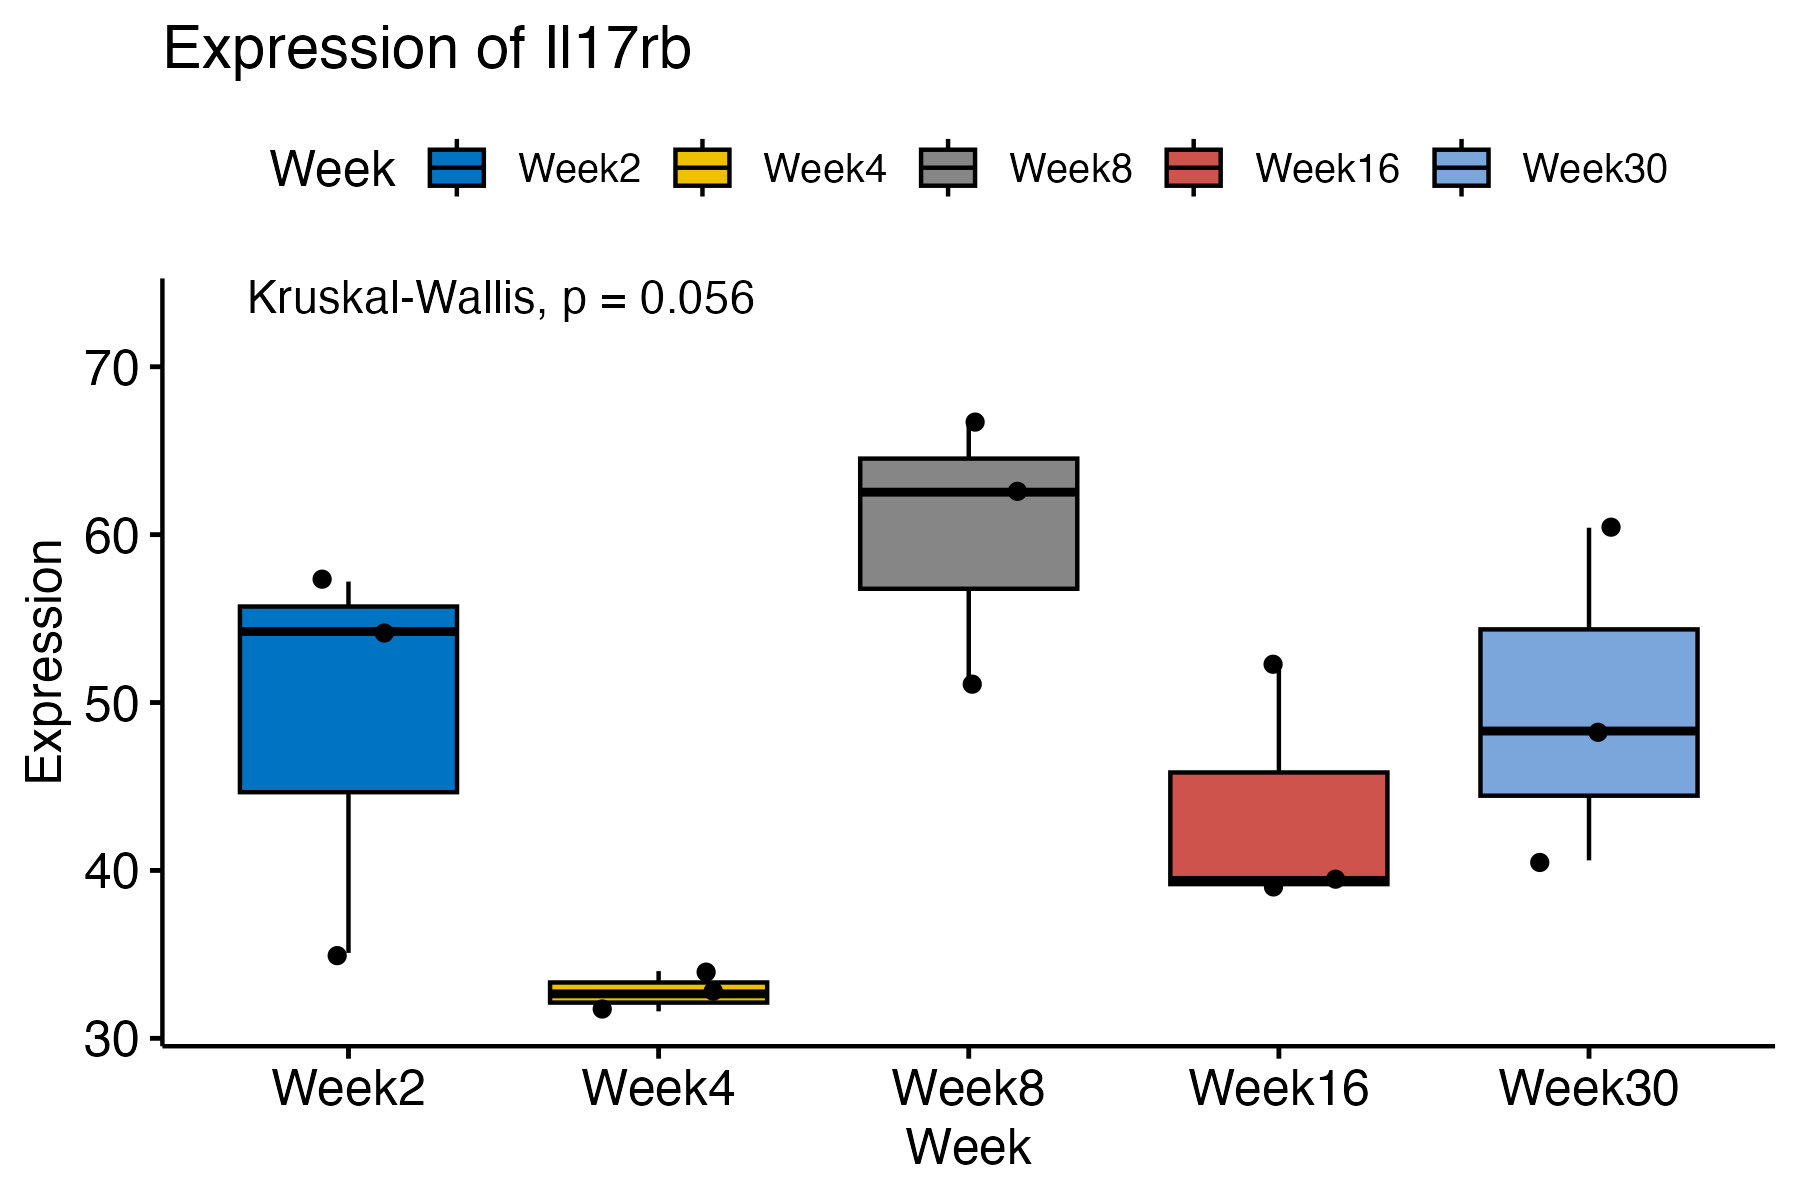 Expression of Il17rb
Week Week2 Week4 Week8 Week16 Week30
Kruskal-Wallis, p = 0.056
70
60
50
40
30
Expression
Week2 Week4 Week8 Week16 Week30
Week